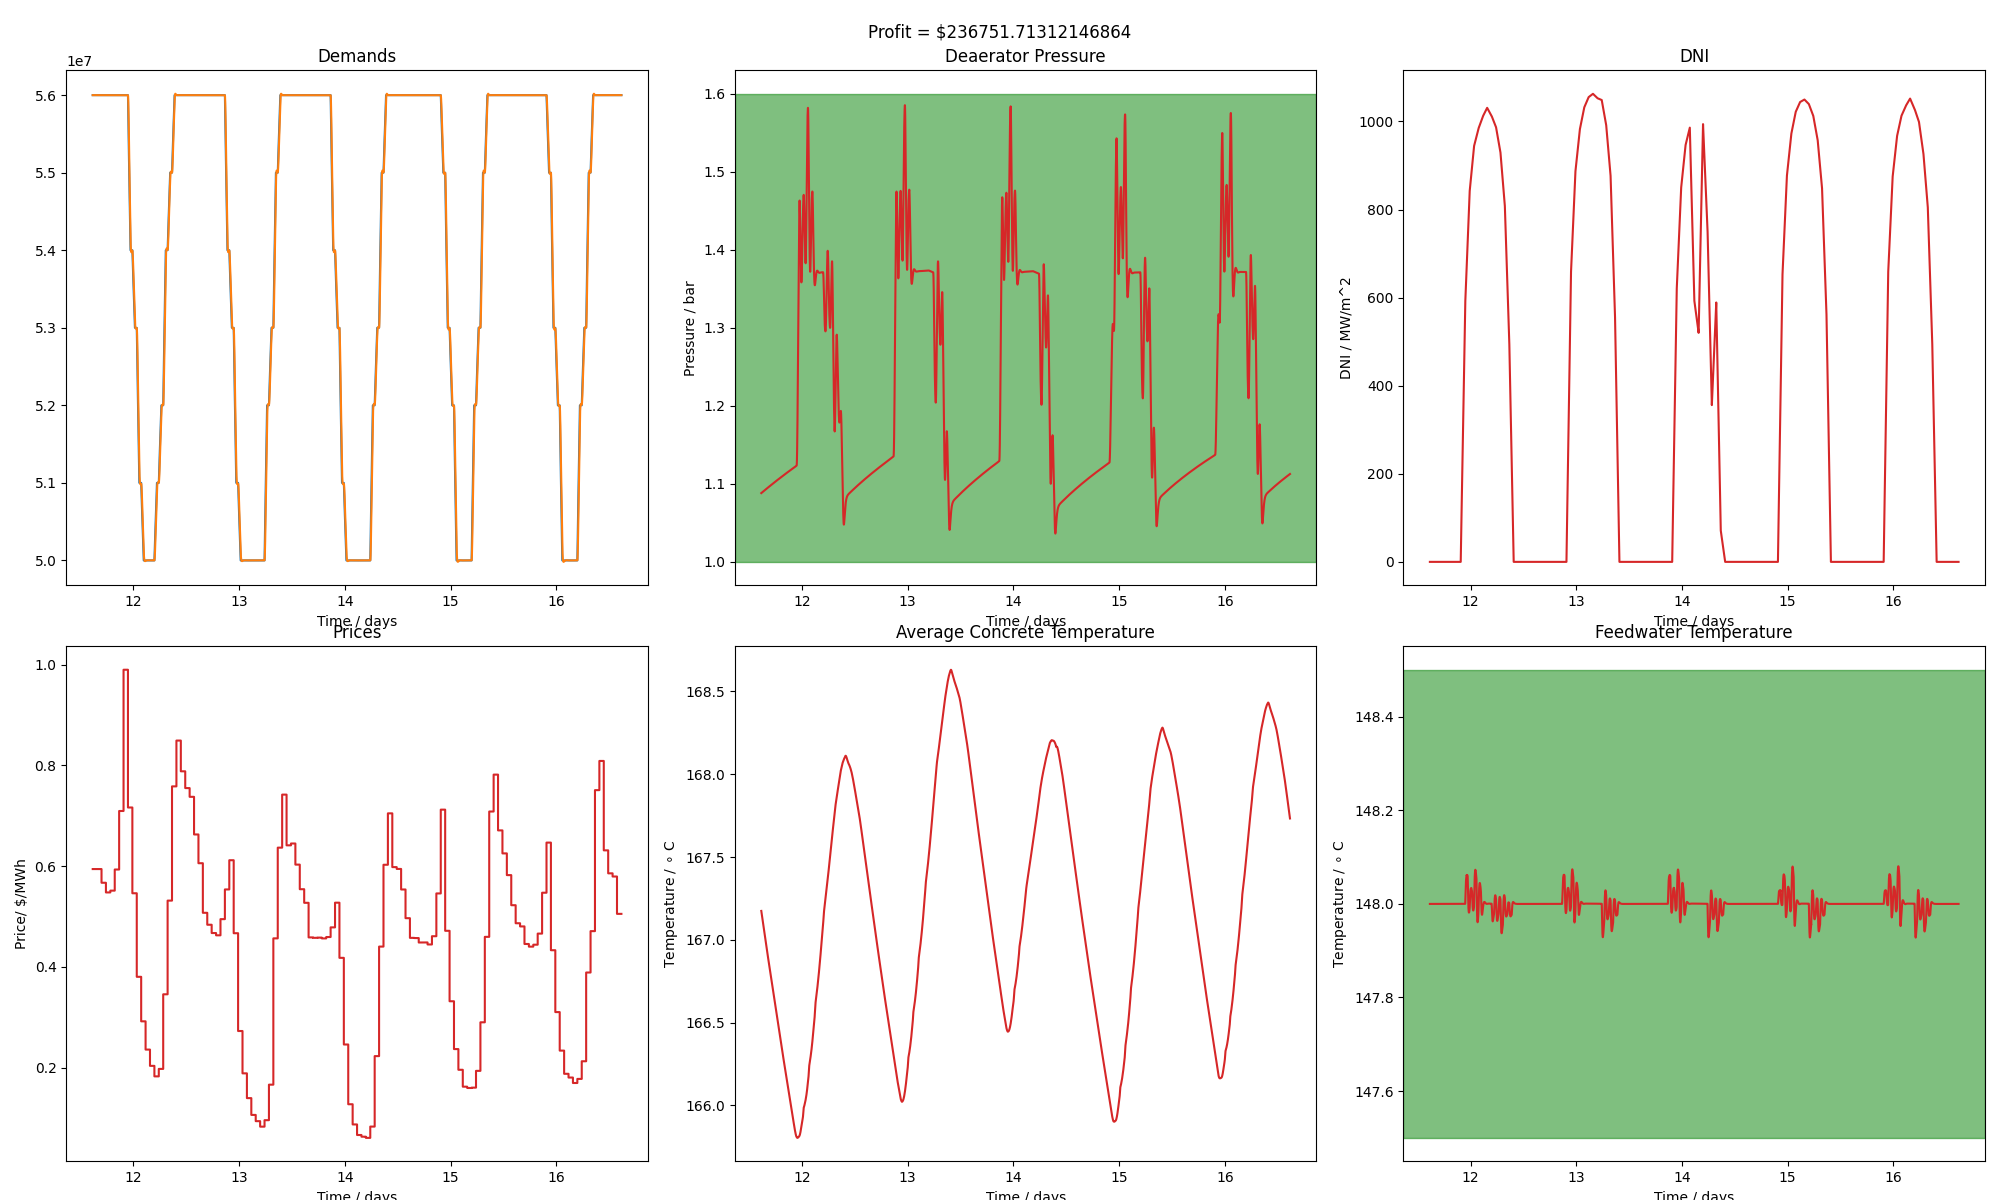 Profit = $236751.71312146864
Demands
1e7
5.6
5.5
5.4
5.3
5.2
5.1
5.0
12 13 14 15 16
Time / days
Deaerator Pressure
Pressure / bar
1.6
1.5
1.4
1.3
1.2
1.1
1.0
12 13 14 15 16
Time / days
DNI
DNI / MW/m^2
1000
800
600
400
200
0
12 13 14 15 16
Time / days
Prices
Price/ $/MWh
1.0
0.8
0.6
0.4
0.2
12 13 14 15 16
Time / days
Average Concrete Temperature
Temperature / ∘ C
168.5
168.0
167.5
167.0
166.5
166.0
12 13 14 15 16
Time / days
Feedwater Temperature
Temperature / ∘ C
148.4
148.2
148.0
147.8
147.6
12 13 14 15 16
Time / days